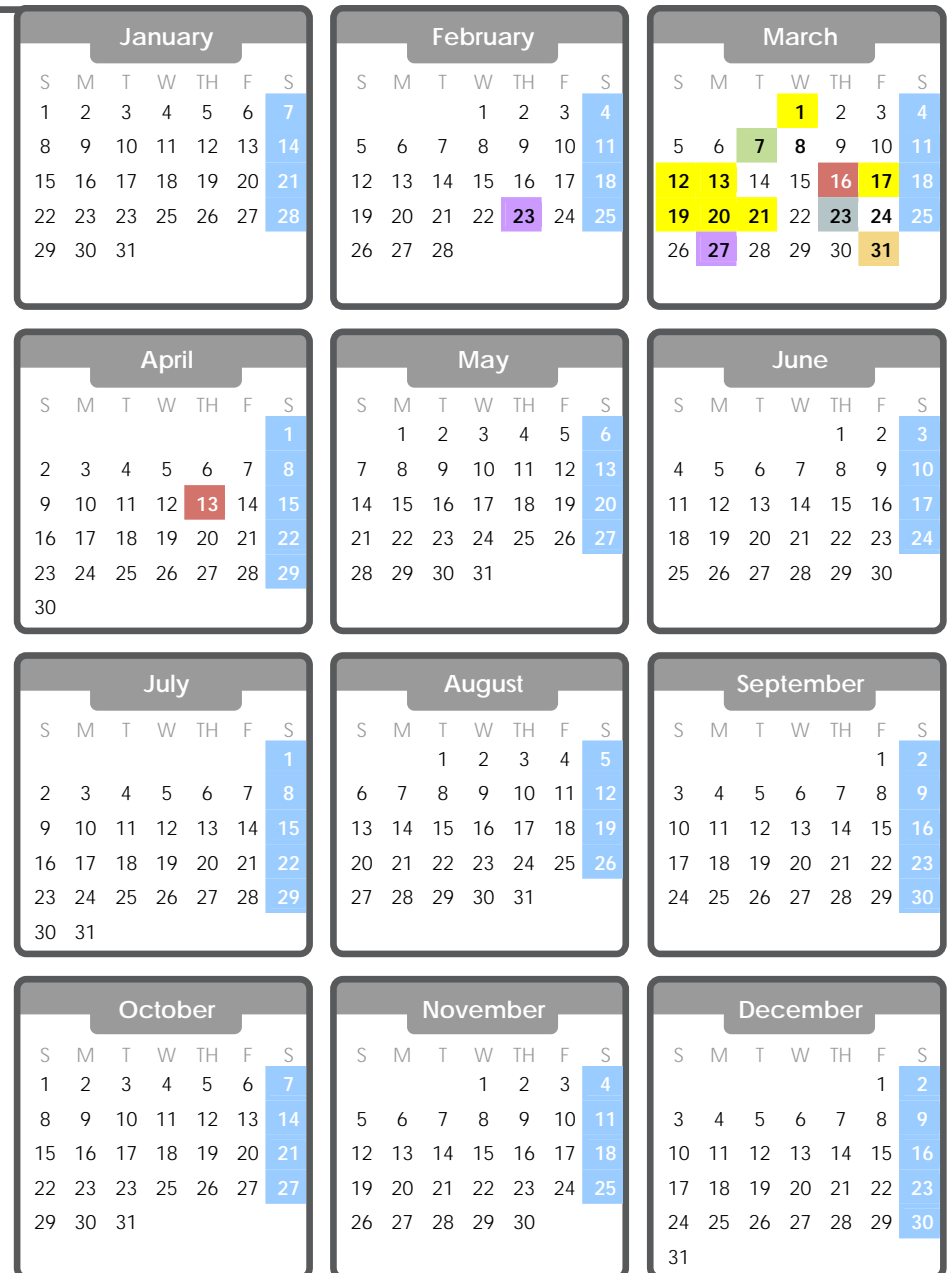 January
S M T W TH F S
1 2 3 4 5 6 7
8 9 10 11 12 13 14
15 16 17 18 19 20 21
22 23 23 25 26 27 28
29 30 31
February
S M T W TH F S
1 2 3 4
5 6 7 8 9 10 11
12 13 14 15 16 17 18
19 20 21 22 23 24 25
26 27 28
March
S M T W TH F S
1 2 3 4
5 6 7 8 9 10 11
12 13 14 15 16 17 18
19 20 21 22 23 24 25
26 27 28 29 30 31
April
S M T W TH F S
1
2 3 4 5 6 7 8
9 10 11 12 13 14 15
16 17 18 19 20 21 22
23 24 25 26 27 28 29
30
May
S M T W TH F S
1 2 3 4 5 6
7 8 9 10 11 12 13
14 15 16 17 18 19 20
21 22 23 24 25 26 27
28 29 30 31
June
S M T W TH F S
1 2 3
4 5 6 7 8 9 10
11 12 13 14 15 16 17
18 19 20 21 22 23 24
25 26 27 28 29 30
July
S M T W TH F S
1
2 3 4 5 6 7 8
9 10 11 12 13 14 15
16 17 18 19 20 21 22
23 24 25 26 27 28 29
30 31
August
S M T W TH F S
1 2 3 4 5
6 7 8 9 10 11 12
13 14 15 16 17 18 19
20 21 22 23 24 25 26
27 28 29 30 31
September
S M T W TH F S
1 2
3 4 5 6 7 8 9
10 11 12 13 14 15 16
17 18 19 20 21 22 23
24 25 26 27 28 29 30
October
S M T W TH F S
1 2 3 4 5 6 7
8 9 10 11 12 13 14
15 16 17 18 19 20 21
22 23 23 25 26 27 27
29 30 31
November
S M T W TH F S
1 2 3 4
5 6 7 8 9 10 11
12 13 14 15 16 17 18
19 20 21 22 23 24 25
26 27 28 29 30
December
S M T W TH F S
1 2
3 4 5 6 7 8 9
10 11 12 13 14 15 16
17 18 19 20 21 22 23
24 25 26 27 28 29 30
31